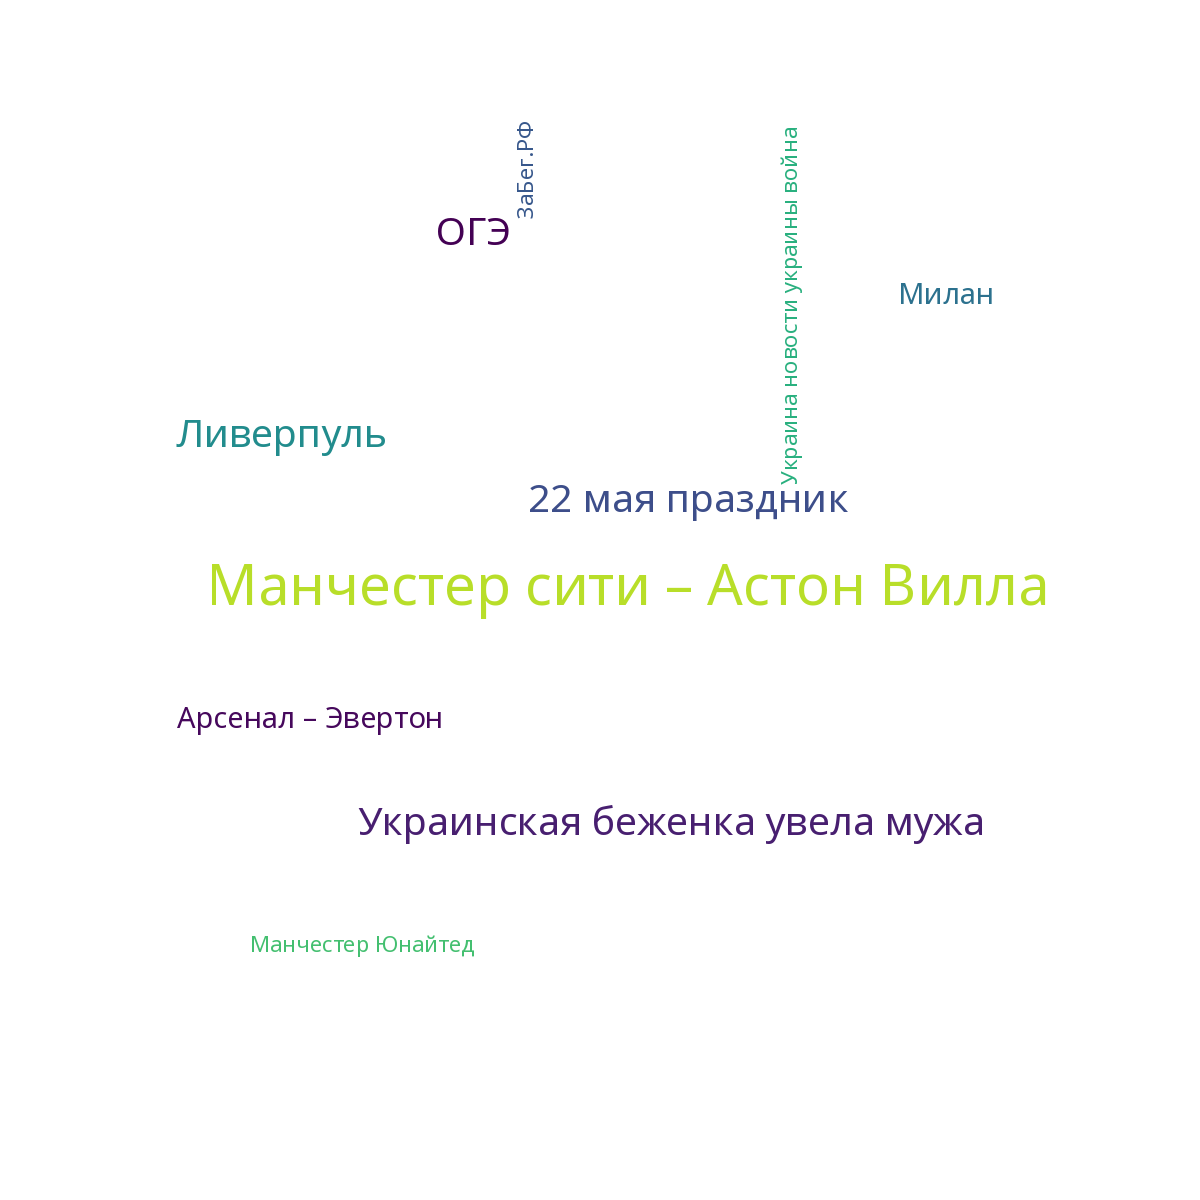 ЗаБег.РФ
Украина новости украины война
ОГЭ
Милан
Ливерпуль
22 мая праздник
Манчестер сити – Астон Вилла
Арсенал – Эвертон
Украинская беженка увела мужа
Манчестер Юнайтед